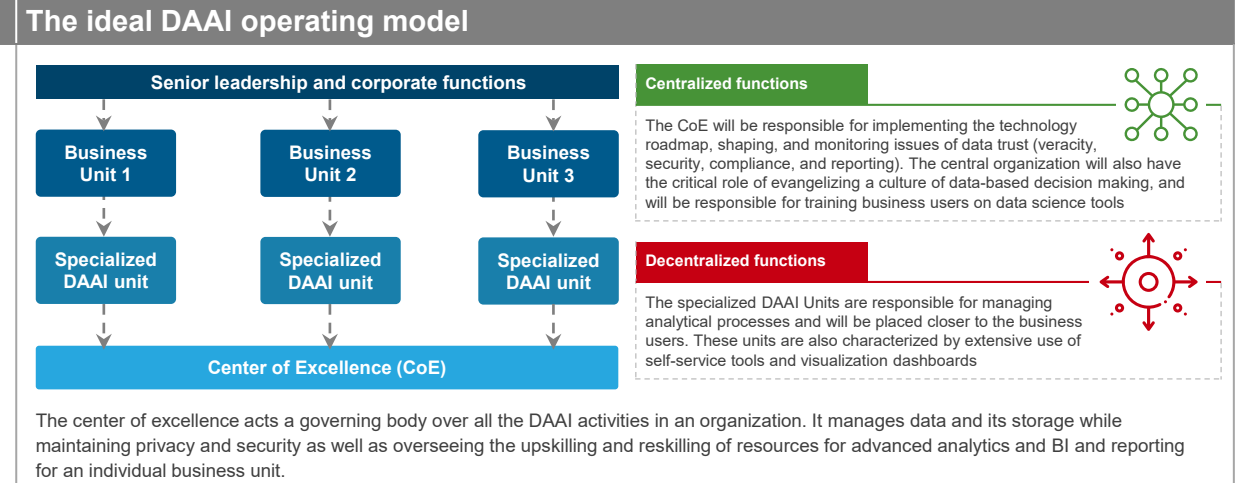 The ideal DAAI operating model
Senior leadership and corporate functions
Business
Unit 1
Business
Unit 2
Business
Unit 3
Specialized
DAAI unit
Specialized
DAAI unit
Specialized
DAAI unit
Center of Excellence (CoE)
Centralized functions
The CoE will be responsible for implementing the technology
roadmap, shaping, and monitoring issues of data trust (veracity,
security, compliance, and reporting). The central organization will also have
the critical role of evangelizing a culture of data-based decision making, and
will be responsible for training business users on data science tools
Decentralized functions
The specialized DAAI Units are responsible for managing
analytical processes and will be placed closer to the business
users. These units are also characterized by extensive use of
self-service tools and visualization dashboards
The center of excellence acts a governing body over all the DAAI activities in an organization. It manages data and its storage while
maintaining privacy and security as well as overseeing the upskilling and reskilling of resources for advanced analytics and BI and reporting
for an individual business unit.